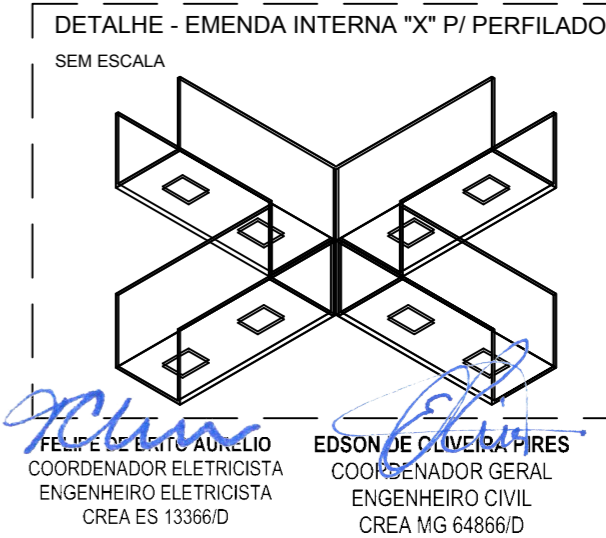 DETALHE - EMENDA INTERNA "X" P/ PERFILADO
SEM ESCALA
FELIPE DE BRITO AURELIO
COORDENADOR ELETRICISTA
ENGENHEIRO ELETRICISTA
CREA ES 13366/D
EDSON DE OLIVEIRA PIRES
COORDENADOR GERAL
ENGENHEIRO CIVIL
CREA MG 64866/D